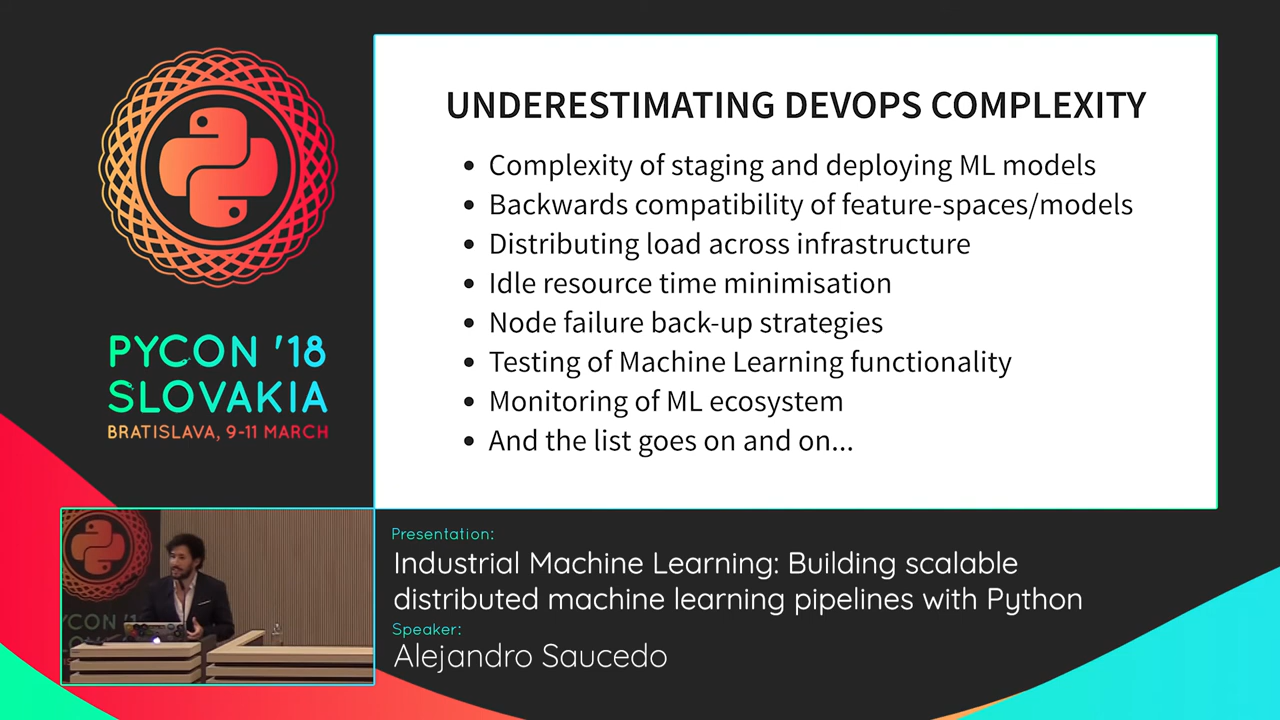 UNDERESTIMATING DEVOPS COMPLEXITY
• Complexity of staging and deploying ML models
• Backwards compatibility of feature-spaces/models
• Distributing load across infrastructure
• Idle resource time minimisation
• Node failure back-up strategies
• Testing of Machine Learning functionality
• Monitoring of ML ecosystem
• And the list goes on and on...
PYCON '18
SLOVAKIA
BRATISLAVA, 9-11 MARCH
Presentation:
Industrial Machine Learning: Building scalable
distributed machine learning pipelines with Python
Speaker:
Alejandro Saucedo